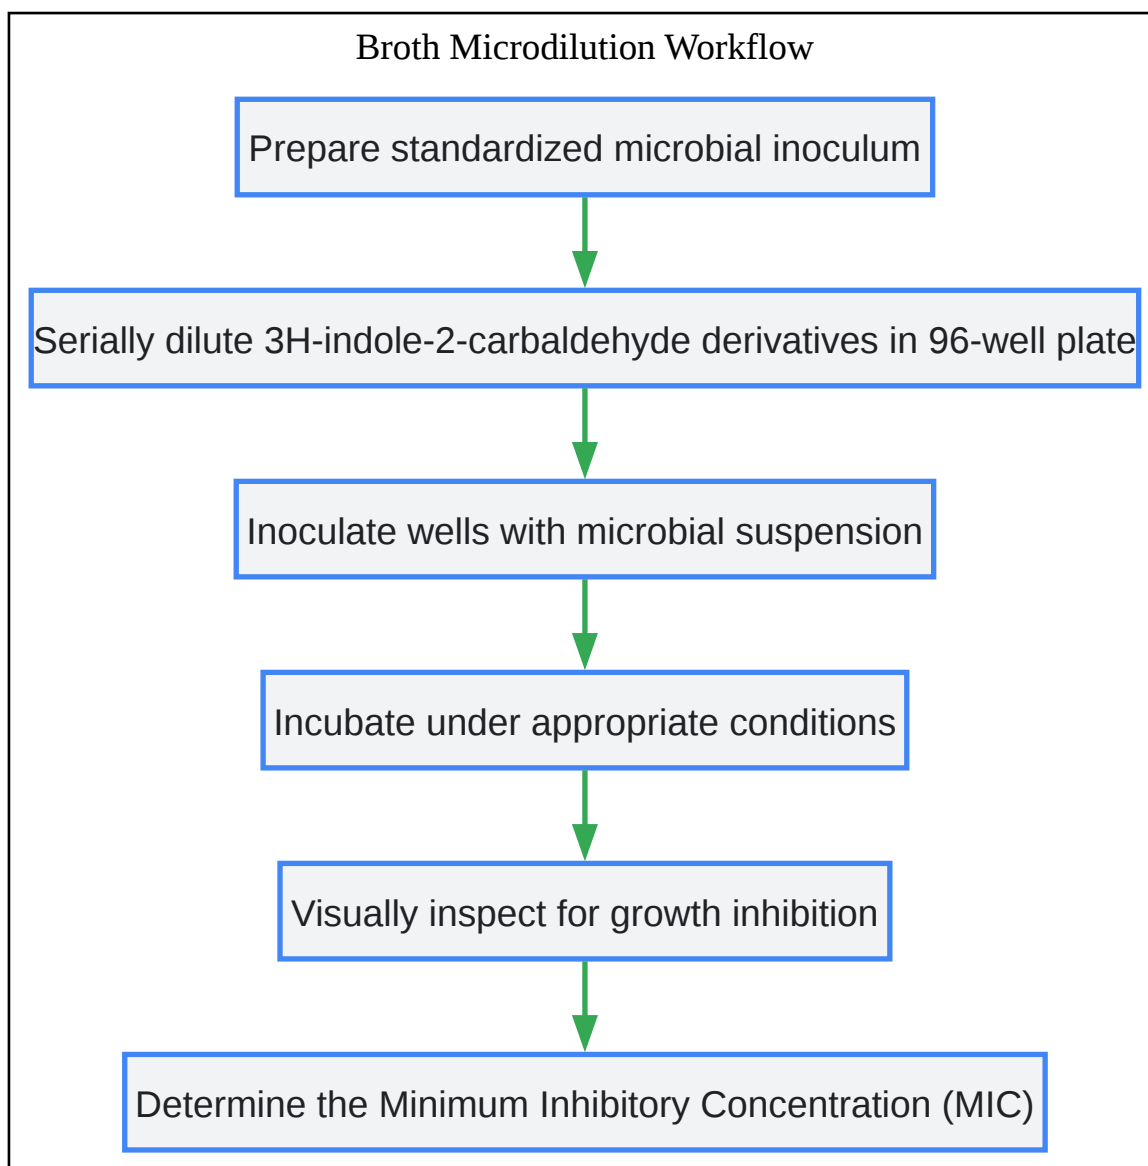 Broth Microdilution Workflow
Prepare standardized microbial inoculum
Serially dilute 3H-indole-2-carbaldehyde derivatives in 96-well plate
Inoculate wells with microbial suspension
Incubate under appropriate conditions
Visually inspect for growth inhibition
Determine the Minimum Inhibitory Concentration (MIC)